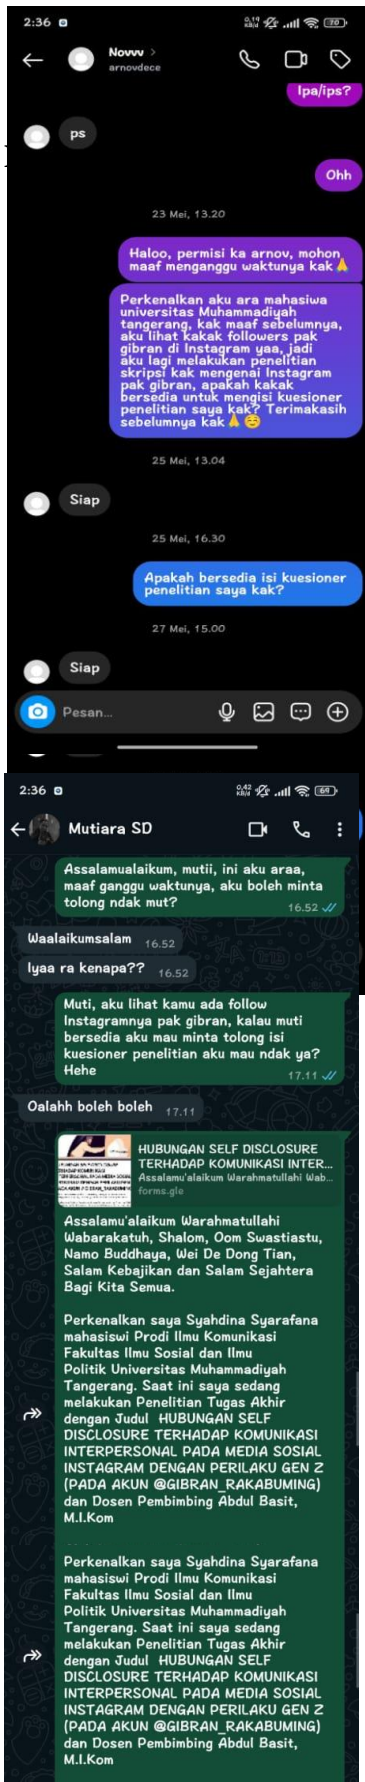 2:36
0,19
KB/d
70
Novvv >
arnovdece
Ipa/ips?
ps
Ohh
23 Mei, 13.20
Haloo, permisi ka arnov, mohon
maaf menganggu waktunya kak🙏
Perkenalkan aku ara mahasiwa
universitas Muhammadiyah
tangerang, kak maaf sebelumnya,
aku lihat kakak followers pak
gibran di Instagram yaa, jadi
aku lagi melakukan penelitian
skripsi kak mengenai Instagram
pak gibran, apakah kakak
bersedia untuk mengisi kuesioner
penelitian saya kak? Terimakasih
sebelumnya kak🙏☺️
25 Mei, 13.04
Siap
25 Mei, 16.30
Apakah bersedia isi kuesioner
penelitian saya kak?
27 Mei, 15.00
Siap
Pesan...
2:36
0,42
KB/d
69
Mutiara SD
Assalamualaikum, mutii, ini aku araa,
maaf ganggu waktunya, aku boleh minta
tolong ndak mut?
16.52
Waalaikumsalam 16.52
Iyaa ra kenapa?? 16.52
Muti, aku lihat kamu ada follow
Instagramnya pak gibran, kalau muti
bersedia aku mau minta tolong isi
kuesioner penelitian aku mau ndak ya?
Hehe
17.11
Oalahh boleh boleh 17.11
HUBUNGAN SELF DISCLOSURE
TERHADAP KOMUNIKASI INTER...
Assalamu'alaikum Warahmatullahi Wab...
forms.gle
Assalamu'alaikum Warahmatullahi
Wabarakatuh, Shalom, Oom Swastiastu,
Namo Buddhaya, Wei De Dong Tian,
Salam Kebajikan dan Salam Sejahtera
Bagi Kita Semua.
Perkenalkan saya Syahdina Syarafana
mahasiswi Prodi Ilmu Komunikasi
Fakultas Ilmu Sosial dan Ilmu
Politik Universitas Muhammadiyah
Tangerang. Saat ini saya sedang
melakukan Penelitian Tugas Akhir
dengan Judul HUBUNGAN SELF
DISCLOSURE TERHADAP KOMUNIKASI
INTERPERSONAL PADA MEDIA SOSIAL
INSTAGRAM DENGAN PERILAKU GEN Z
(PADA AKUN @GIBRAN_RAKABUMING)
dan Dosen Pembimbing Abdul Basit,
M.I.Kom
Perkenalkan saya Syahdina Syarafana
mahasiswi Prodi Ilmu Komunikasi
Fakultas Ilmu Sosial dan Ilmu
Politik Universitas Muhammadiyah
Tangerang. Saat ini saya sedang
melakukan Penelitian Tugas Akhir
dengan Judul HUBUNGAN SELF
DISCLOSURE TERHADAP KOMUNIKASI
INTERPERSONAL PADA MEDIA SOSIAL
INSTAGRAM DENGAN PERILAKU GEN Z
(PADA AKUN @GIBRAN_RAKABUMING)
dan Dosen Pembimbing Abdul Basit,
M.I.Kom